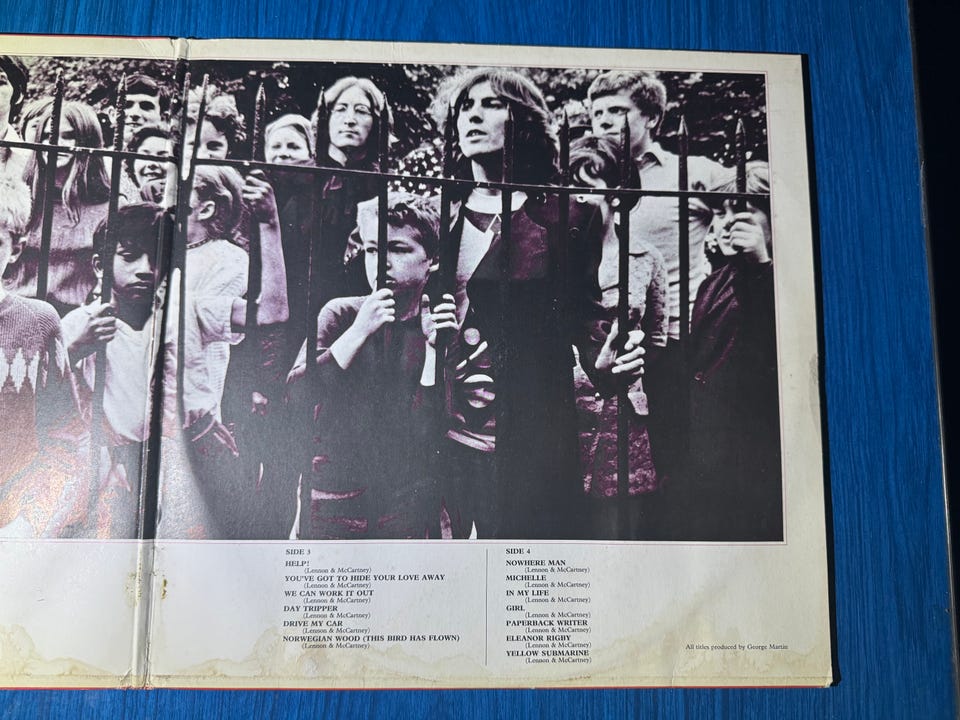 SIDE 3
HELP!
(Lennon & McCartney)
YOU'VE GOT TO HIDE YOUR LOVE AWAY
(Lennon & McCartney)
WE CAN WORK IT OUT
(Lennon & McCartney)
DAY TRIPPER
(Lennon & McCartney)
DRIVE MY CAR
(Lennon & McCartney)
NORWEGIAN WOOD (THIS BIRD HAS FLOWN)
(Lennon & McCartney)
SIDE 4
NOWHERE MAN
(Lennon & McCartney)
MICHELLE
(Lennon & McCartney)
IN MY LIFE
(Lennon & McCartney)
GIRL
(Lennon & McCartney)
PAPERBACK WRITER
(Lennon & McCartney)
ELEANOR RIGBY
(Lennon & McCartney)
YELLOW SUBMARINE
(Lennon & McCartney)
All titles produced by George Martin